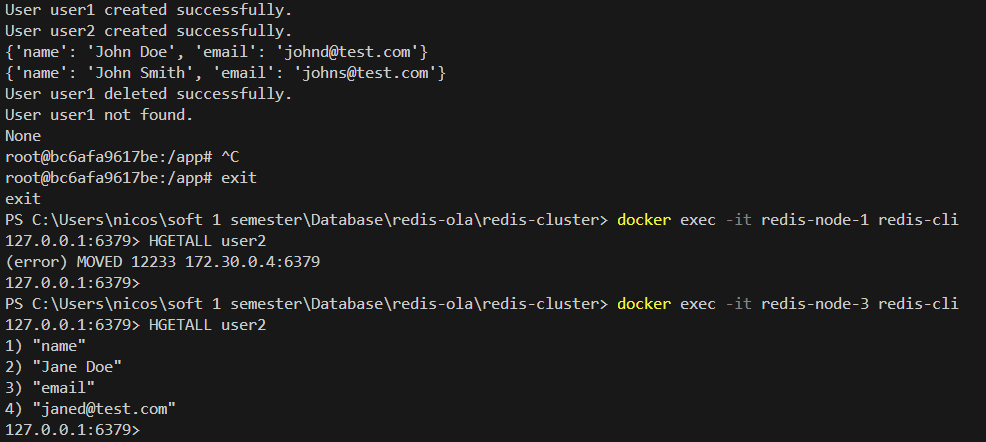 User user1 created successfully.
User user2 created successfully.
{'name': 'John Doe', 'email': 'johnd@test.com'}
{'name': 'John Smith', 'email': 'johns@test.com'}
User user1 deleted successfully.
User user1 not found.
None
root@bc6afa9617be:/app# ^C
root@bc6afa9617be:/app# exit
exit
PS C:\Users\nicos\soft 1 semester\Database\redis-ola\redis-cluster> docker exec -it redis-node-1 redis-cli
127.0.0.1:6379> HGETALL user2
(error) MOVED 12233 172.30.0.4:6379
127.0.0.1:6379>
PS C:\Users\nicos\soft 1 semester\Database\redis-ola\redis-cluster> docker exec -it redis-node-3 redis-cli
127.0.0.1:6379> HGETALL user2
1) "name"
2) "Jane Doe"
3) "email"
4) "janed@test.com"
127.0.0.1:6379>